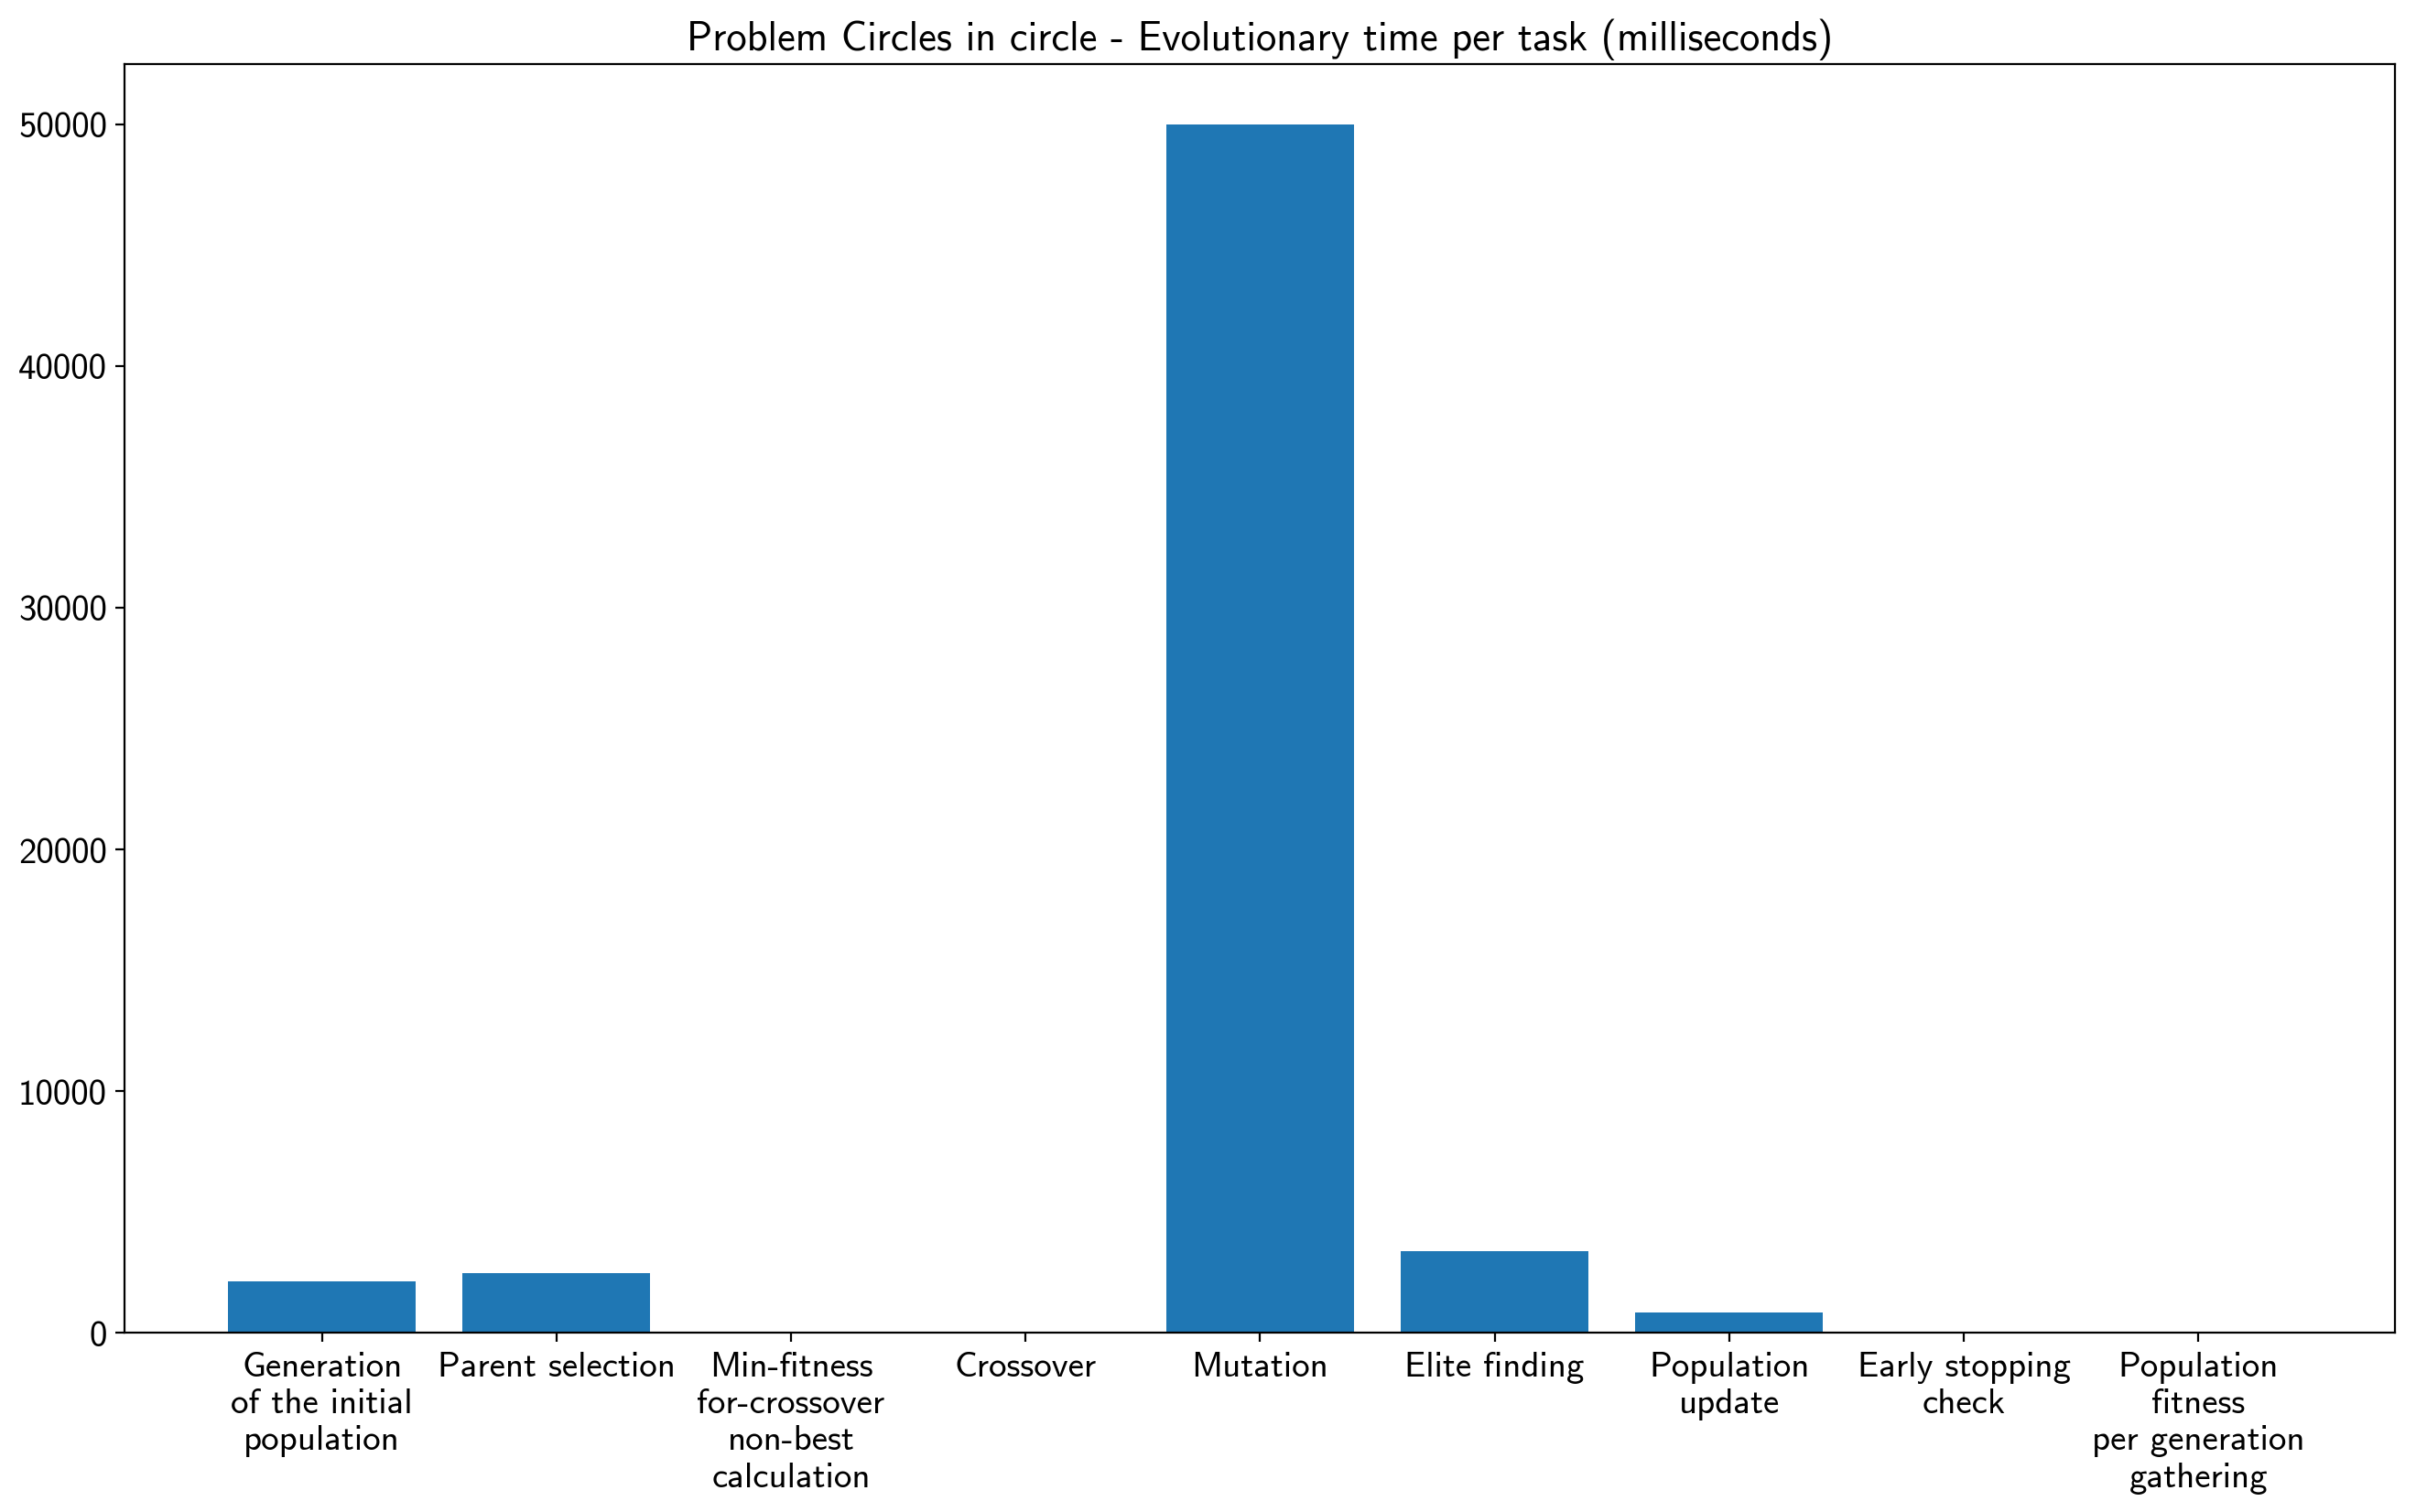 Problem Circles in circle - Evolutionary time per task (milliseconds)
50000
40000
30000
20000
10000
0
Generation
of the initial
population
Parent selection
Min-fitness
for-crossover
non-best
calculation
Crossover
Mutation
Elite finding
Population
update
Early stopping
check
Population
fitness
per generation
gathering